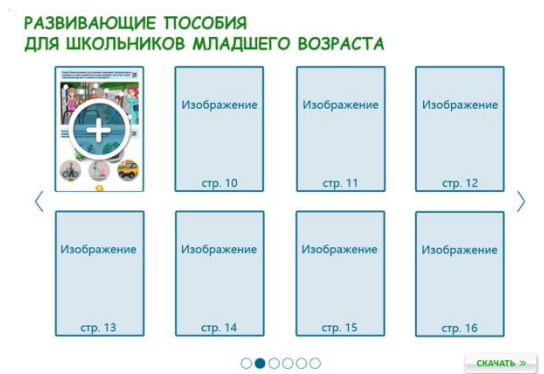 РАЗВИВАЮЩИЕ ПОСОБИЯ
ДЛЯ ШКОЛЬНИКОВ МЛАДШЕГО ВОЗРАСТА
Изображение
стр. 10
Изображение
стр. 11
Изображение
стр. 12
Изображение
стр. 13
Изображение
стр. 14
Изображение
стр. 15
Изображение
стр. 16
СКАЧАТЬ »